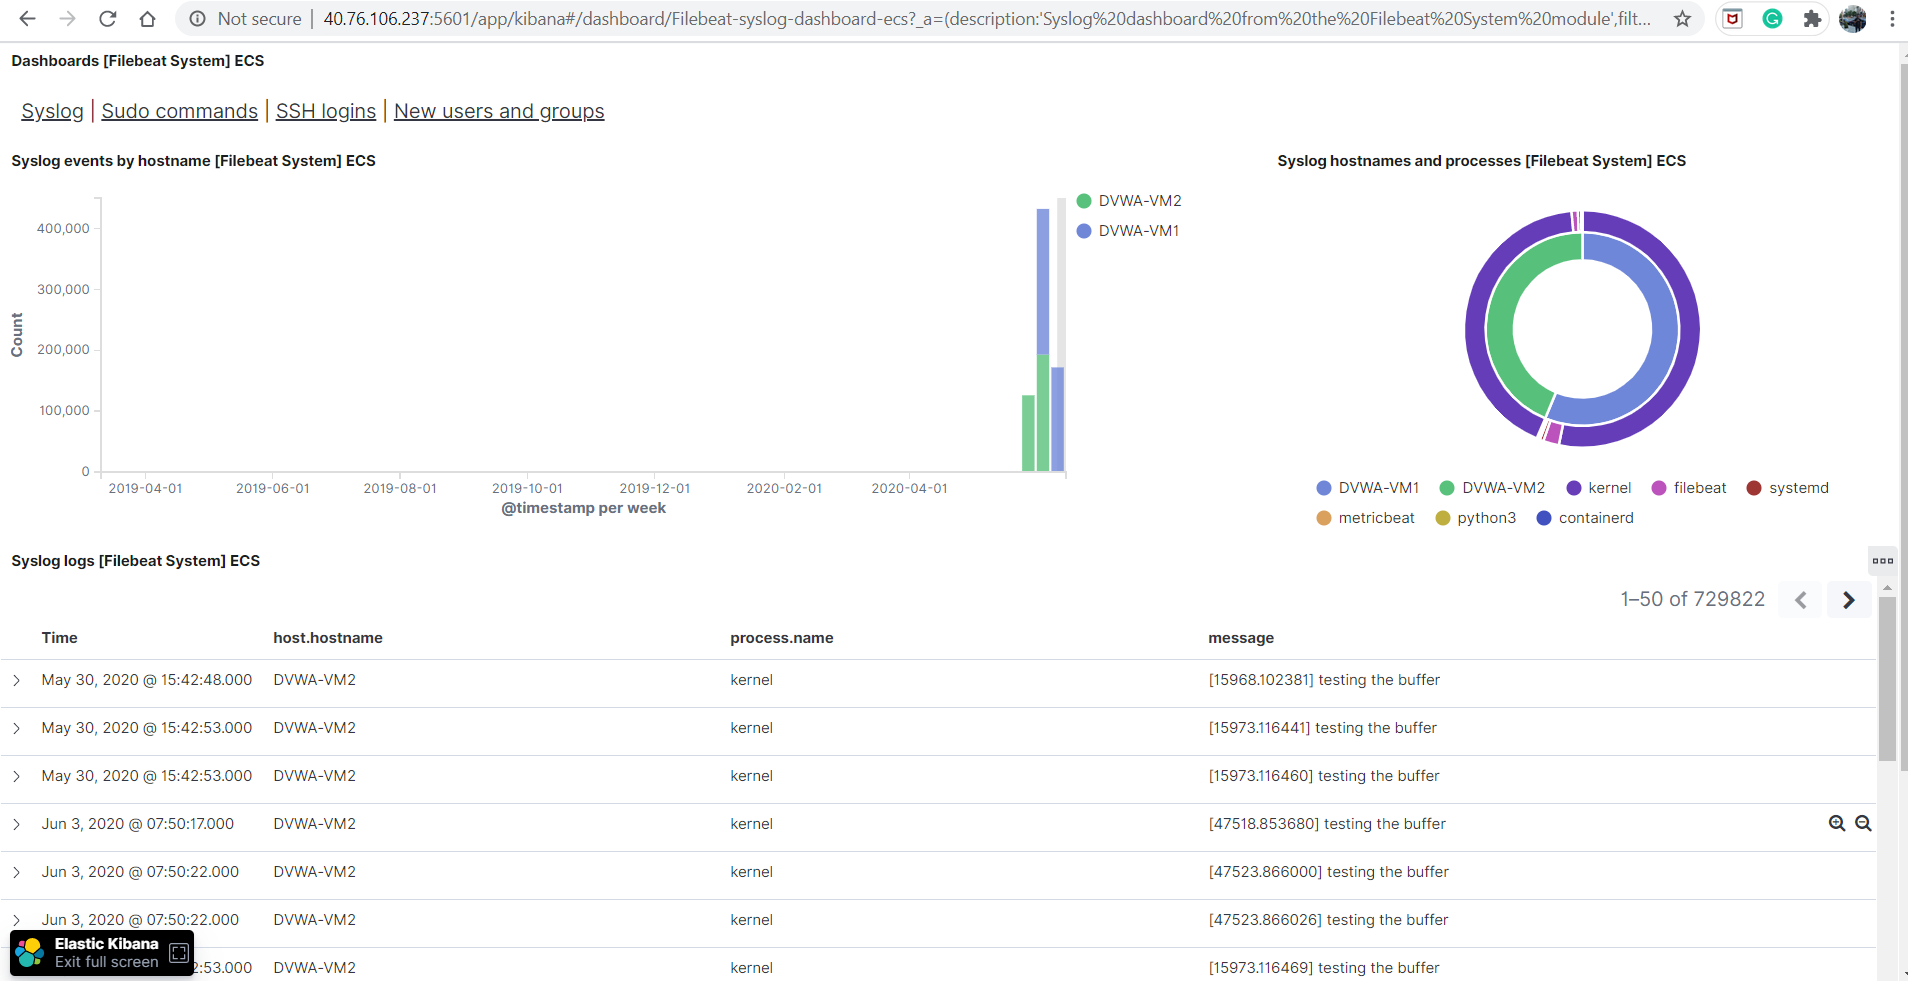 Not secure | 40.76.106.237:5601/app/kibana#/dashboard/Filebeat-syslog-dashboard-ecs?_a=(description:'Syslog%20dashboard%20from%20the%20Filebeat%20System%20module',filt...
Dashboards [Filebeat System] ECS
Syslog | Sudo commands | SSH logins | New users and groups
Syslog events by hostname [Filebeat System] ECS
400,000
300,000
200,000
100,000
0
Count
2019-04-01 2019-06-01 2019-08-01 2019-10-01 2019-12-01 2020-02-01 2020-04-01
@timestamp per week
DVWA-VM2
DVWA-VM1
Syslog hostnames and processes [Filebeat System] ECS
DVWA-VM1 DVWA-VM2 kernel filebeat systemd
metricbeat python3 containerd
Syslog logs [Filebeat System] ECS
1–50 of 729822
Time host.hostname process.name message
May 30, 2020 @ 15:42:48.000 DVWA-VM2 kernel [15968.102381] testing the buffer
May 30, 2020 @ 15:42:53.000 DVWA-VM2 kernel [15973.116441] testing the buffer
May 30, 2020 @ 15:42:53.000 DVWA-VM2 kernel [15973.116460] testing the buffer
Jun 3, 2020 @ 07:50:17.000 DVWA-VM2 kernel [47518.853680] testing the buffer
Jun 3, 2020 @ 07:50:22.000 DVWA-VM2 kernel [47523.866000] testing the buffer
Jun 3, 2020 @ 07:50:22.000 DVWA-VM2 kernel [47523.866026] testing the buffer
2:53.000 DVWA-VM2 kernel [15973.116469] testing the buffer
Elastic Kibana
Exit full screen